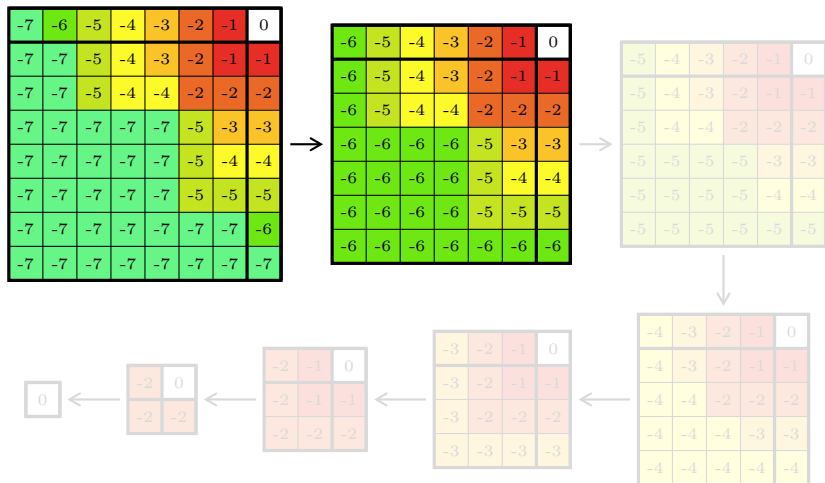 -7 -6 -5 -4 -3 -2 -1 0
-7 -7 -5 -4 -3 -2 -1 -1
-7 -7 -5 -4 -4 -2 -2 -2
-7 -7 -7 -7 -7 -5 -3 -3
-7 -7 -7 -7 -7 -5 -4 -4
-7 -7 -7 -7 -7 -5 -5 -5
-7 -7 -7 -7 -7 -7 -7 -6
-7 -7 -7 -7 -7 -7 -7 -7
-6 -5 -4 -3 -2 -1 0
-6 -5 -4 -3 -2 -1 -1
-6 -5 -4 -4 -2 -2 -2
-6 -6 -6 -6 -5 -3 -3
-6 -6 -6 -6 -5 -4 -4
-6 -6 -6 -6 -5 -5 -5
-6 -6 -6 -6 -6 -6 -6
-5 -4 -3 -2 -1 0
-5 -4 -3 -2 -1 -1
-5 -4 -4 -2 -2 -2
-5 -5 -5 -5 -3 -3
-5 -5 -5 -5 -4 -4
-5 -5 -5 -5 -5 -5
-4 -3 -2 -1 0
-4 -3 -2 -1 -1
-4 -3 -2 -2 -2
-4 -4 -4 -3 -3
-4 -4 -4 -4 -4
-3 -2 -1 0
-3 -2 -1 -1
-3 -2 -2 -2
-3 -3 -3 -3
-2 -1 0
-2 -1 -1
-2 -2 -2
-2 0
-2 -2
0